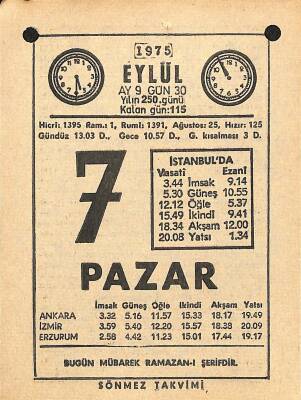 1975
EYLÜL
AY 9 GÜN 30
Yılın 250. günü
Kalan gün: 115
Hicri: 1395 Ram.: 1, Rumi: 1391, Ağustos: 25, Hızır: 125
Gündüz 13.03 D., Gece 10.57 D., G. kısalması 3 D.
7
İSTANBUL'DA
Vasati Ezani
3.44 İmsak 9.14
5.30 Güneş 10.55
12.12 Öğle 5.37
15.49 İkindi 9.41
18.34 Akşam 12.00
20.08 Yatsı 1.34
PAZAR
İmsak Güneş Öğle İkindi Akşam Yatsı
ANKARA 3.32 5.16 11.57 15.33 18.17 19.49
İZMİR 3.59 5.40 12.20 15.57 18.38 20.09
ERZURUM 2.58 4.42 11.23 15.01 17.44 19.17
BUGÜN MÜBAREK RAMAZAN-I ŞERİFDİR.
SÖNMEZ TAKVİMİ